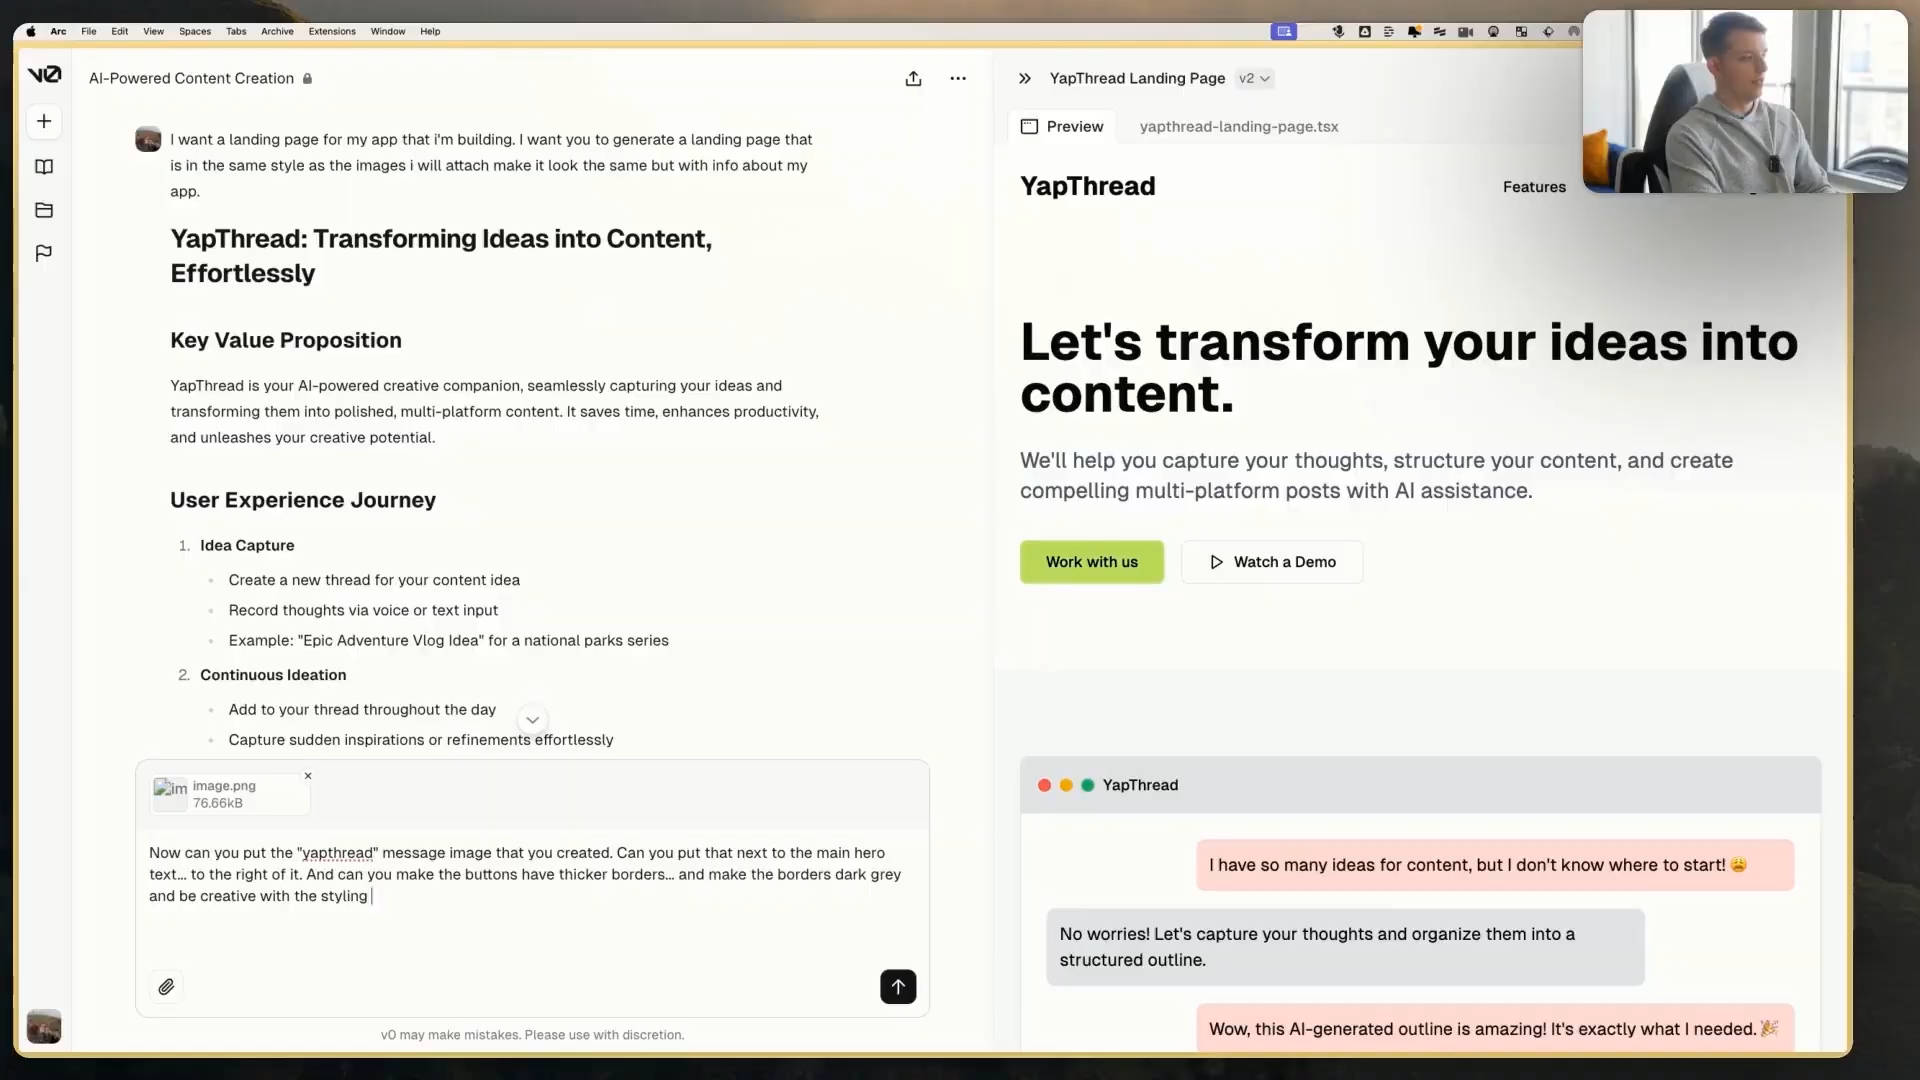 Arc File Edit View Spaces Tabs Archive Extensions Window Help
v0
AI-Powered Content Creation
I want a landing page for my app that i'm building. I want you to generate a landing page that
is in the same style as the images i will attach make it look the same but with info about my
app.
YapThread: Transforming Ideas into Content,
Effortlessly
Key Value Proposition
YapThread is your AI-powered creative companion, seamlessly capturing your ideas and
transforming them into polished, multi-platform content. It saves time, enhances productivity,
and unleashes your creative potential.
User Experience Journey
1. Idea Capture
Create a new thread for your content idea
Record thoughts via voice or text input
Example: "Epic Adventure Vlog Idea" for a national parks series
2. Continuous Ideation
Add to your thread throughout the day
Capture sudden inspirations or refinements effortlessly
im
image.png
76.66kB
Now can you put the "yapthread" message image that you created. Can you put that next to the main hero
text... to the right of it. And can you make the buttons have thicker borders... and make the borders dark grey
and be creative with the styling
v0 may make mistakes. Please use with discretion.
YapThread Landing Page v2
Preview yapthread-landing-page.tsx
YapThread
Features
Let's transform your ideas into
content.
We'll help you capture your thoughts, structure your content, and create
compelling multi-platform posts with AI assistance.
Work with us
Watch a Demo
YapThread
I have so many ideas for content, but I don't know where to start! 😩
No worries! Let's capture your thoughts and organize them into a
structured outline.
Wow, this AI-generated outline is amazing! It's exactly what I needed. 🎉